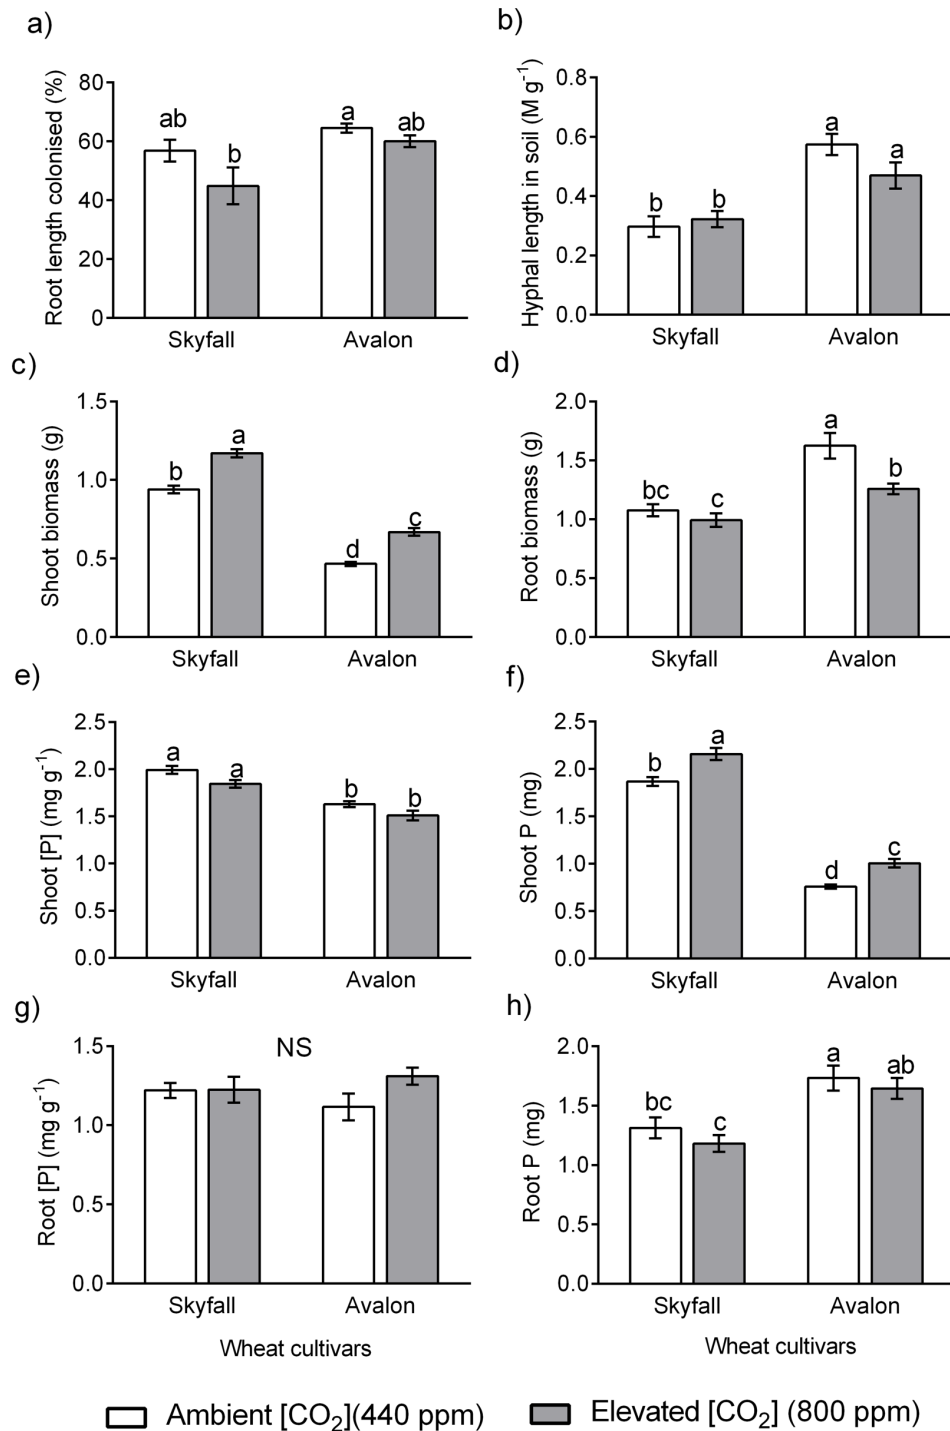 a)
Root length colonised (%)
80
60
40
20
0
ab
b
a
ab
Skyfall
Avalon
b)
Hyphal length in soil (M g⁻¹)
0.8
0.6
0.4
0.2
0.0
b
b
a
a
Skyfall
Avalon
c)
Shoot biomass (g)
1.5
1.0
0.5
0.0
b
a
d
c
Skyfall
Avalon
d)
Root biomass (g)
2.0
1.5
1.0
0.5
0.0
bc
c
a
b
Skyfall
Avalon
e)
Shoot [P] (mg g⁻¹)
2.5
2.0
1.5
1.0
0.5
0.0
a
a
b
b
Skyfall
Avalon
f)
Shoot P (mg)
2.5
2.0
1.5
1.0
0.5
0.0
b
a
d
c
Skyfall
Avalon
g)
Root [P] (mg g⁻¹)
1.5
1.0
0.5
0.0
NS
Skyfall
Avalon
Wheat cultivars
h)
Root P (mg)
2.0
1.5
1.0
0.5
0.0
bc
c
a
ab
Skyfall
Avalon
Wheat cultivars
Ambient [CO₂](440 ppm)
Elevated [CO₂] (800 ppm)